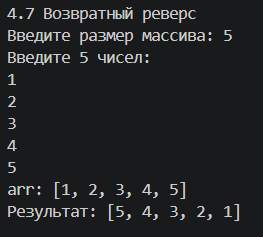 4.7 Возвратный реверс
Введите размер массива: 5
Введите 5 чисел:
1
2
3
4
5
arr: [1, 2, 3, 4, 5]
Результат: [5, 4, 3, 2, 1]